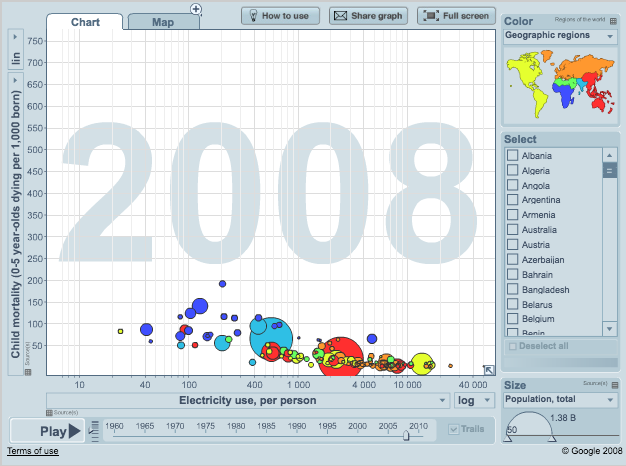 Chart
Map
How to use
Share graph
Full screen
Color
Regions of the world
Geographic regions
lin
Child mortality (0-5 year-olds dying per 1,000 born)
Source(s)
750
700
650
600
550
500
450
400
350
300
250
200
150
100
50
2008
10
40
100
400
1 000
4 000
10 000
40 000
Source(s)
Electricity use, per person
log
Select
Albania
Algeria
Angola
Argentina
Armenia
Australia
Austria
Azerbaijan
Bahrain
Bangladesh
Belarus
Belgium
Benin
Deselect all
Size
Source(s)
Population, total
1.38 B
50
Play
1960
1965
1970
1975
1980
1985
1990
1995
2000
2005
2010
Trails
Terms of use
© Google 2008